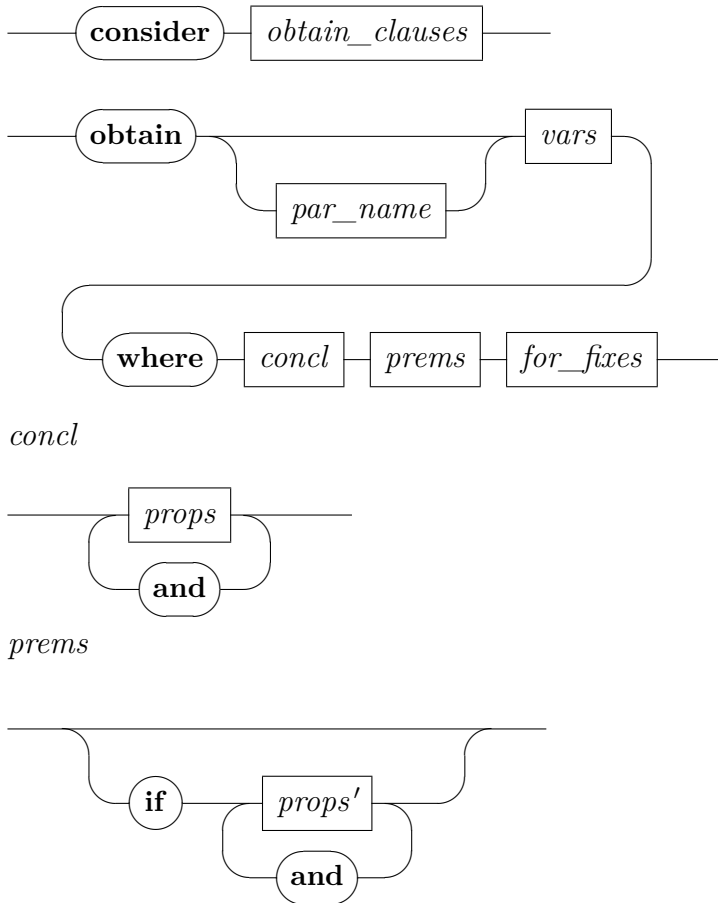 consider obtain_clauses
obtain vars
par_name
where concl prems for_fixes
concl
props
and
prems
if props′
and